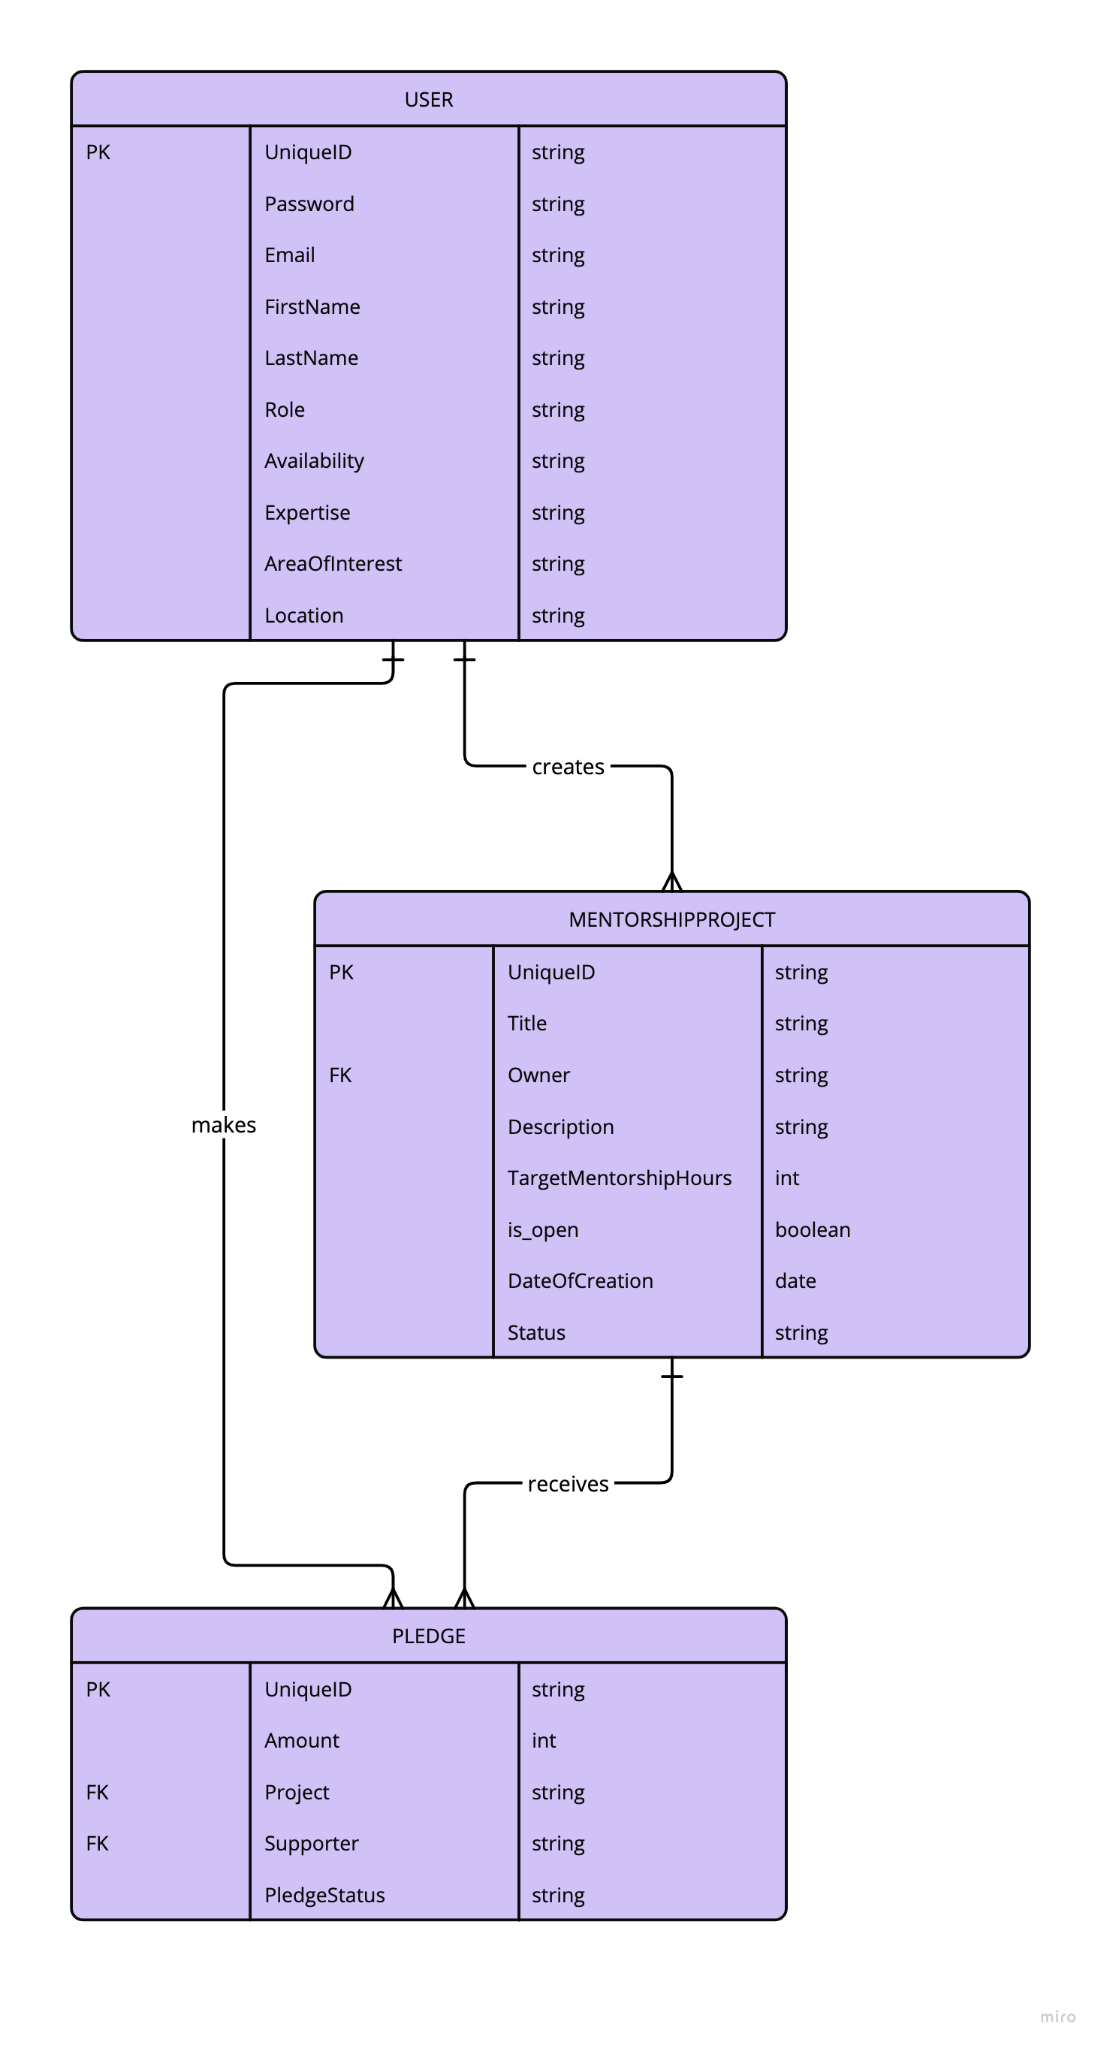 USER
PK UniqueID string
Password string
Email string
FirstName string
LastName string
Role string
Availability string
Expertise string
AreaOfInterest string
Location string
creates
MENTORSHIPPROJECT
PK UniqueID string
Title string
FK Owner string
Description string
TargetMentorshipHours int
is_open boolean
DateOfCreation date
Status string
makes
receives
PLEDGE
PK UniqueID string
Amount int
FK Project string
FK Supporter string
PledgeStatus string
miro